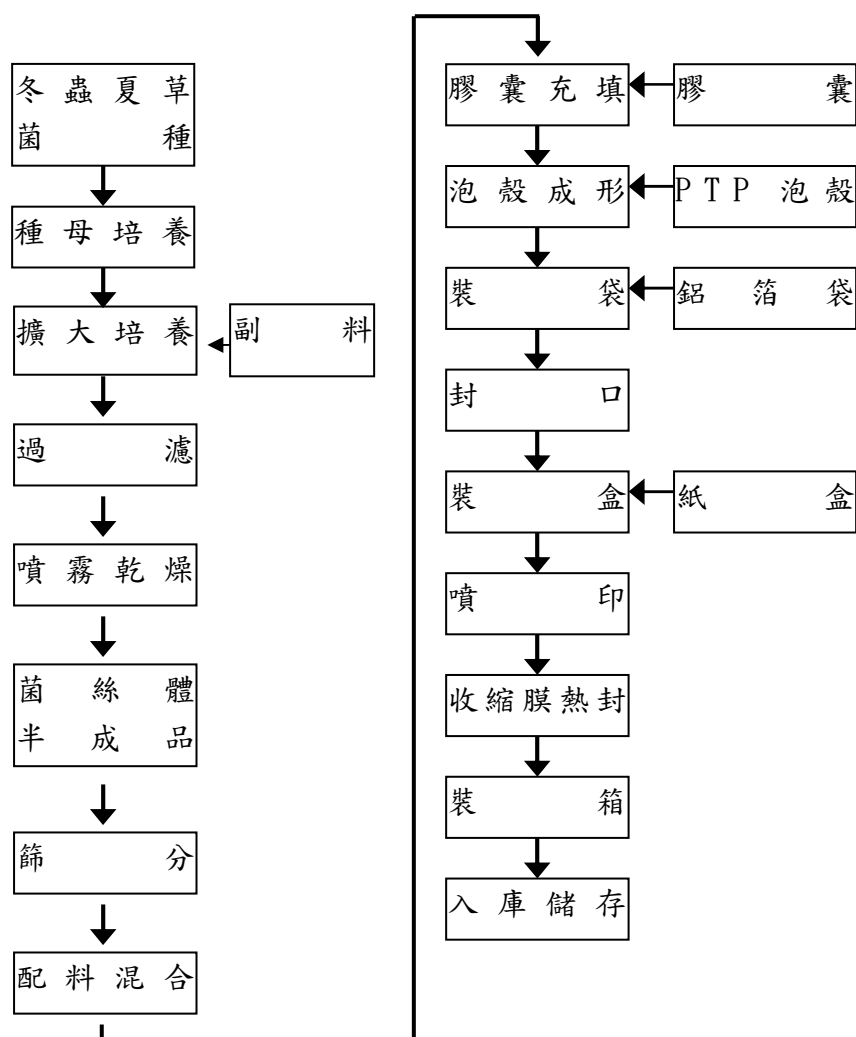 冬蟲夏草
菌種
種母培養
擴大培養
副料
過濾
噴霧乾燥
菌絲體
半成品
篩分
配料混合
膠囊充填
膠囊
泡殼成形
PTP 泡殼
裝袋
鋁箔袋
封口
裝盒
紙盒
噴印
收縮膜熱封
裝箱
入庫儲存